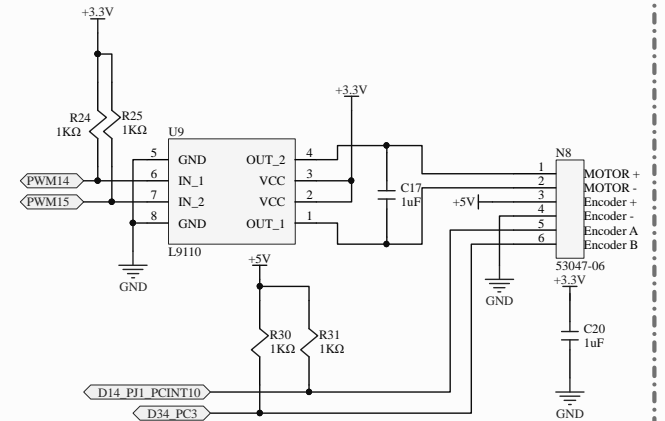 +3.3V
R24
1KΩ
R25
1KΩ
U9
+3.3V
5 GND OUT_2 4
6 IN_1 VCC 3
7 IN_2 VCC 2
8 GND OUT_1 1
L9110
PWM14
PWM15
GND
C17
1uF
N8
1 MOTOR +
2 MOTOR -
3 Encoder +
4 Encoder -
5 Encoder A
6 Encoder B
53047-06
+5V
GND
+5V
R30
1KΩ
R31
1KΩ
+3.3V
C20
1uF
GND
D14_PJ1_PCINT10
D34_PC3